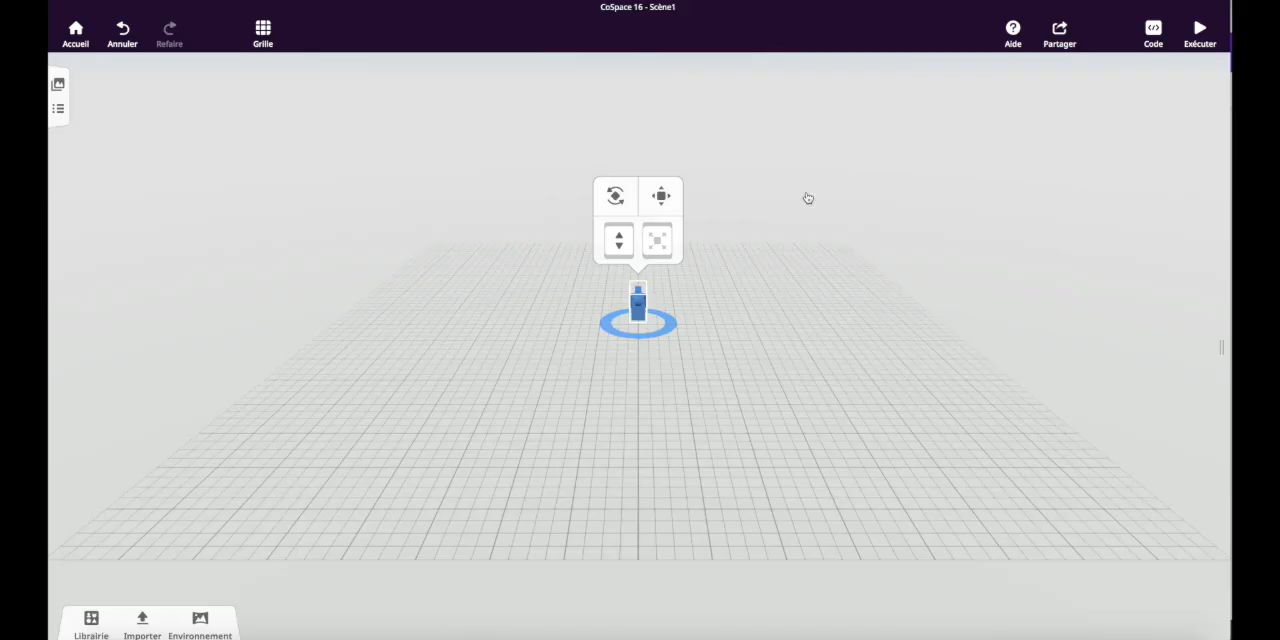 CoSpace 16 - Scène1
Accueil Annuler Refaire Grille Aide Partager Code Exécuter
Librairie Importer Environnement